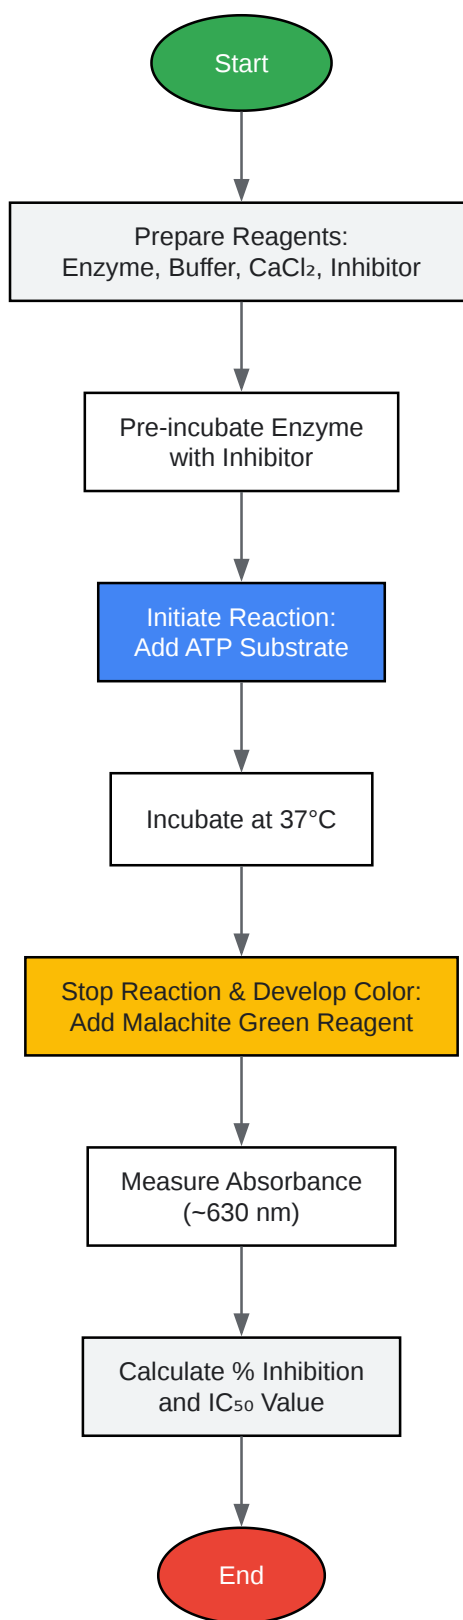 Start
Prepare Reagents:
Enzyme, Buffer, CaCl₂, Inhibitor
Pre-incubate Enzyme
with Inhibitor
Initiate Reaction:
Add ATP Substrate
Incubate at 37°C
Stop Reaction & Develop Color:
Add Malachite Green Reagent
Measure Absorbance
(~630 nm)
Calculate % Inhibition
and IC₅₀ Value
End